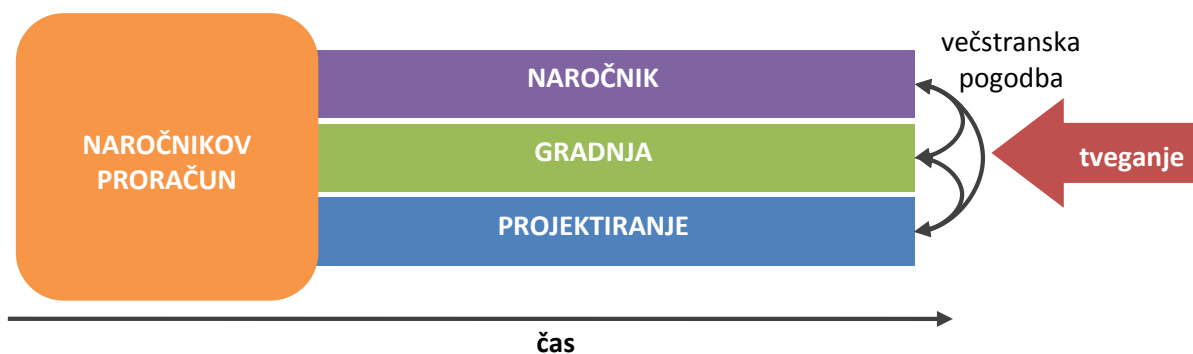 večstranska
pogodba
NAROČNIK
NAROČNIKOV
PRORAČUN
GRADNJA
tveganje
PROJEKTIRANJE
čas